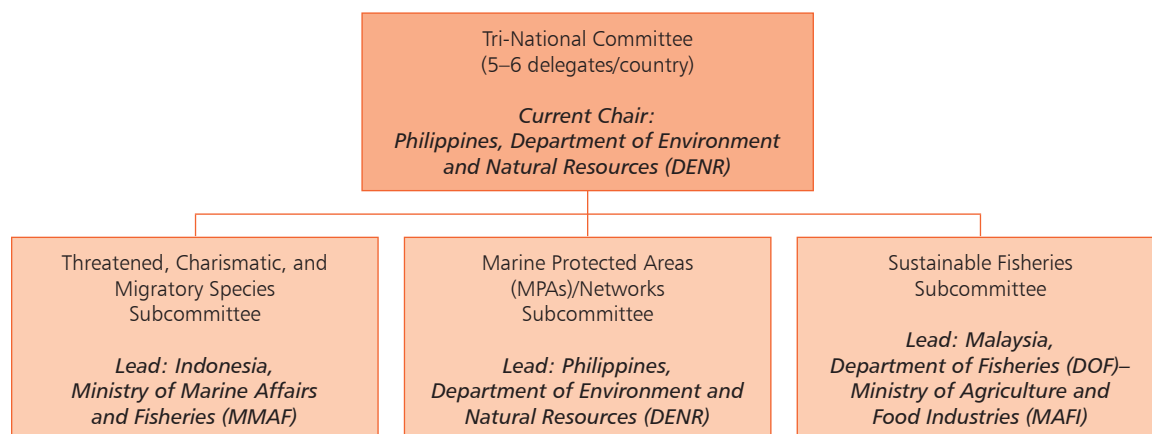 Tri-National Committee
(5–6 delegates/country)
Current Chair:
Philippines, Department of Environment
and Natural Resources (DENR)
Threatened, Charismatic, and
Migratory Species
Subcommittee
Lead: Indonesia,
Ministry of Marine Affairs
and Fisheries (MMAF)
Marine Protected Areas
(MPAs)/Networks
Subcommittee
Lead: Philippines,
Department of Environment and
Natural Resources (DENR)
Sustainable Fisheries
Subcommittee
Lead: Malaysia,
Department of Fisheries (DOF)–
Ministry of Agriculture and
Food Industries (MAFI)